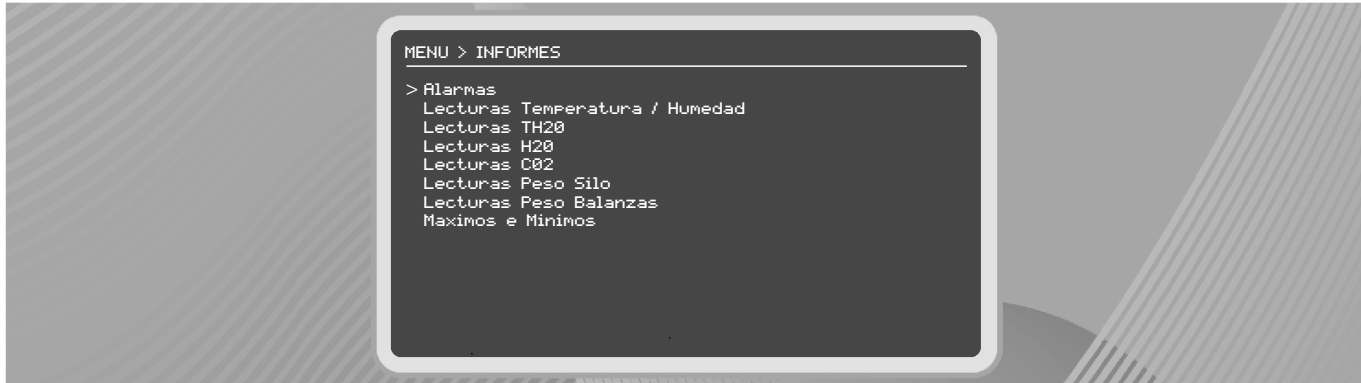 MENU > INFORMES
> Alarmas
Lecturas Temperatura / Humedad
Lecturas TH20
Lecturas H20
Lecturas C02
Lecturas Peso Silo
Lecturas Peso Balanzas
Maximos e Minimos